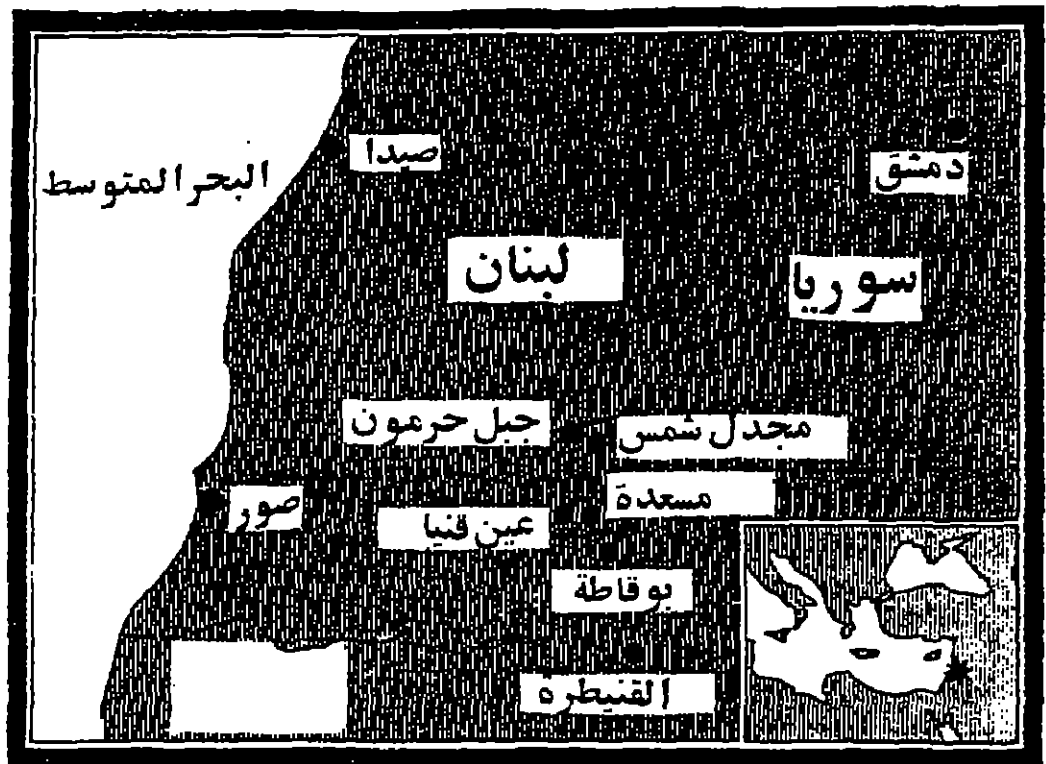 صيدا
البحر المتوسط
دمشق
لبنان
سوريا
جبل حرمون
مجدل شمس
مسعدة
صور
عين قنيا
بوقاطة
القنيطرة